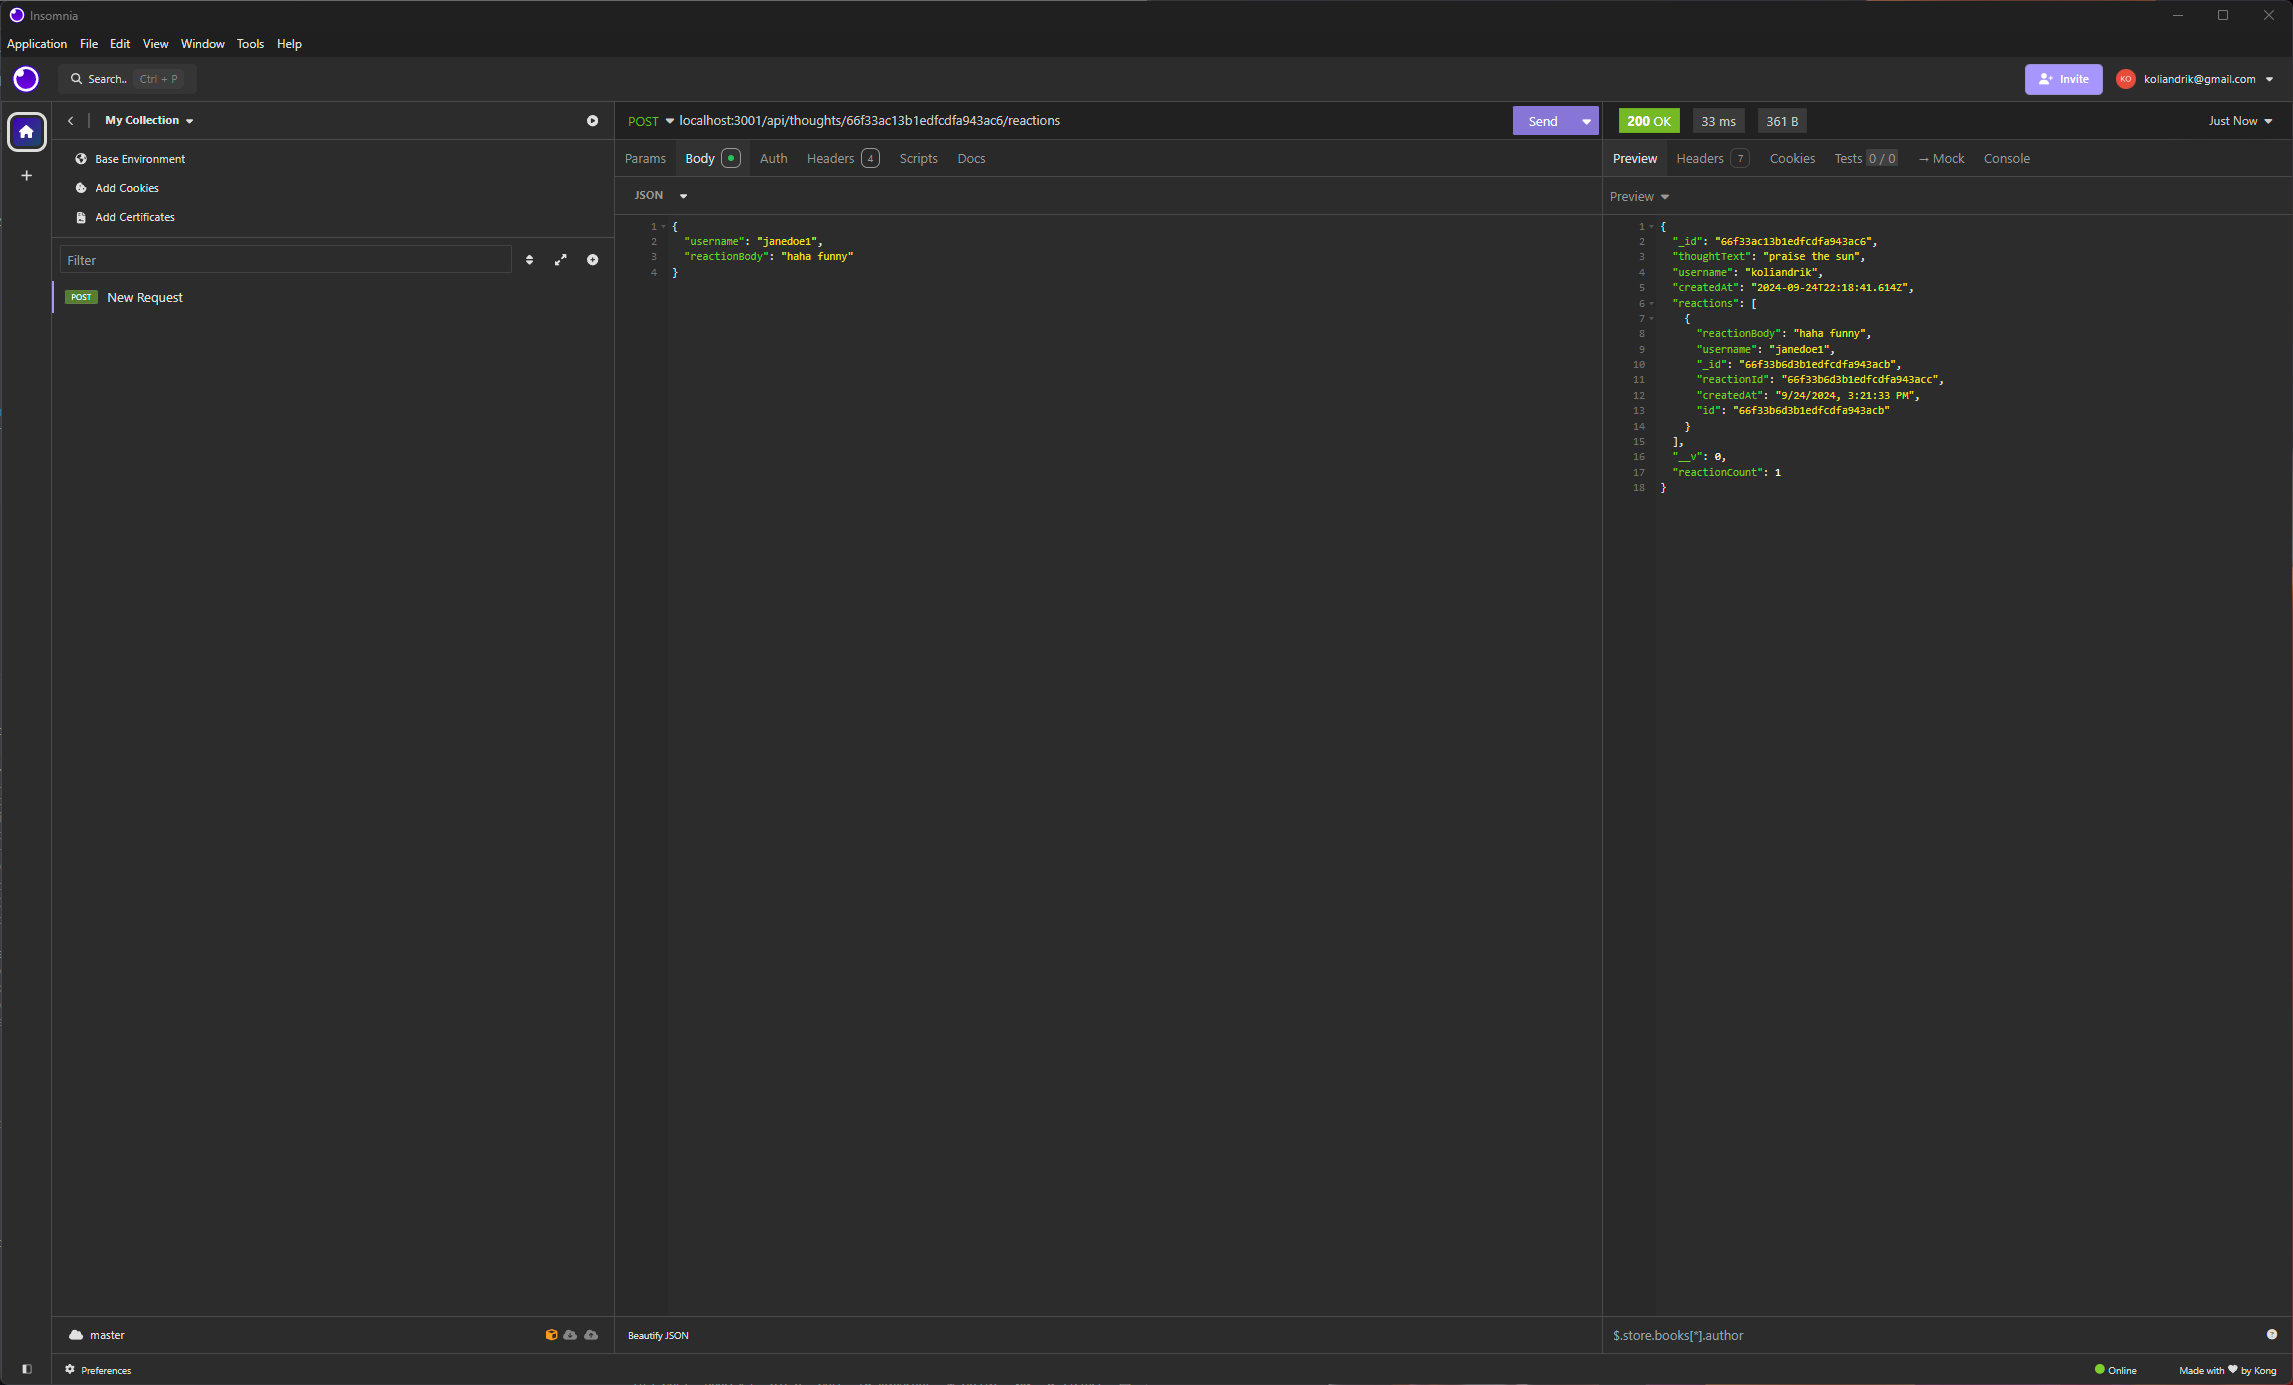 Insomnia
Application File Edit View Window Tools Help
Search.. Ctrl + P
Invite KO koliandrik@gmail.com
My Collection
Base Environment
Add Cookies
Add Certificates
Filter
POST New Request
POST localhost:3001/api/thoughts/66f33ac13b1edfcdfa943ac6/reactions Send
Params Body Auth Headers 4 Scripts Docs
JSON
1 {
2 "username": "janedoe1",
3 "reactionBody": "haha funny"
4 }
200 OK 33 ms 361 B Just Now
Preview Headers 7 Cookies Tests 0 / 0 → Mock Console
Preview
1 {
2 "_id": "66f33ac13b1edfcdfa943ac6",
3 "thoughtText": "praise the sun",
4 "username": "koliandrik",
5 "createdAt": "2024-09-24T22:18:41.614Z",
6 "reactions": [
7 {
8 "reactionBody": "haha funny",
9 "username": "janedoe1",
10 "_id": "66f33b6d3b1edfcdfa943acb",
11 "reactionId": "66f33b6d3b1edfcdfa943acc",
12 "createdAt": "9/24/2024, 3:21:33 PM",
13 "id": "66f33b6d3b1edfcdfa943acb"
14 }
15 ],
16 "__v": 0,
17 "reactionCount": 1
18 }
master
Beautify JSON
$.store.books[*].author
Preferences
Online Made with ♥ by Kong